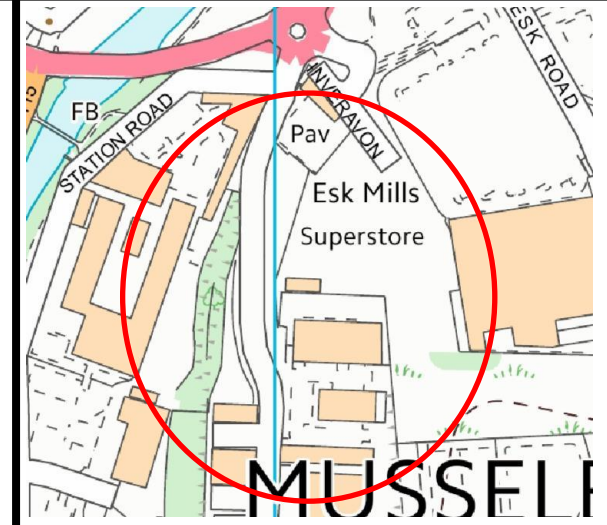 ESK ROAD
INVERAVON
FB
STATION ROAD
Pav
Esk Mills
Superstore
MUSSELB